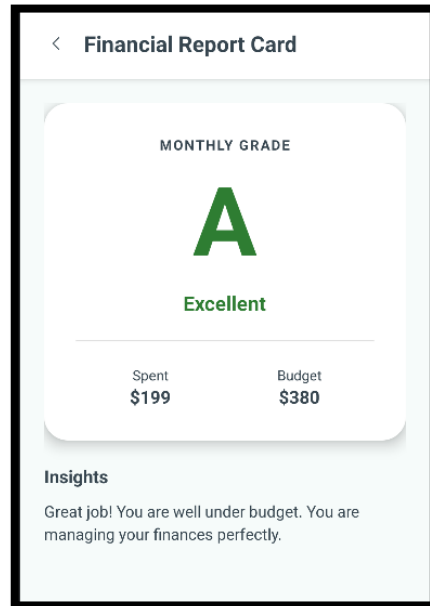 Financial Report Card
MONTHLY GRADE
A
Excellent
Spent
Budget
$199
$380
Insights
Great job! You are well under budget. You are
managing your finances perfectly.